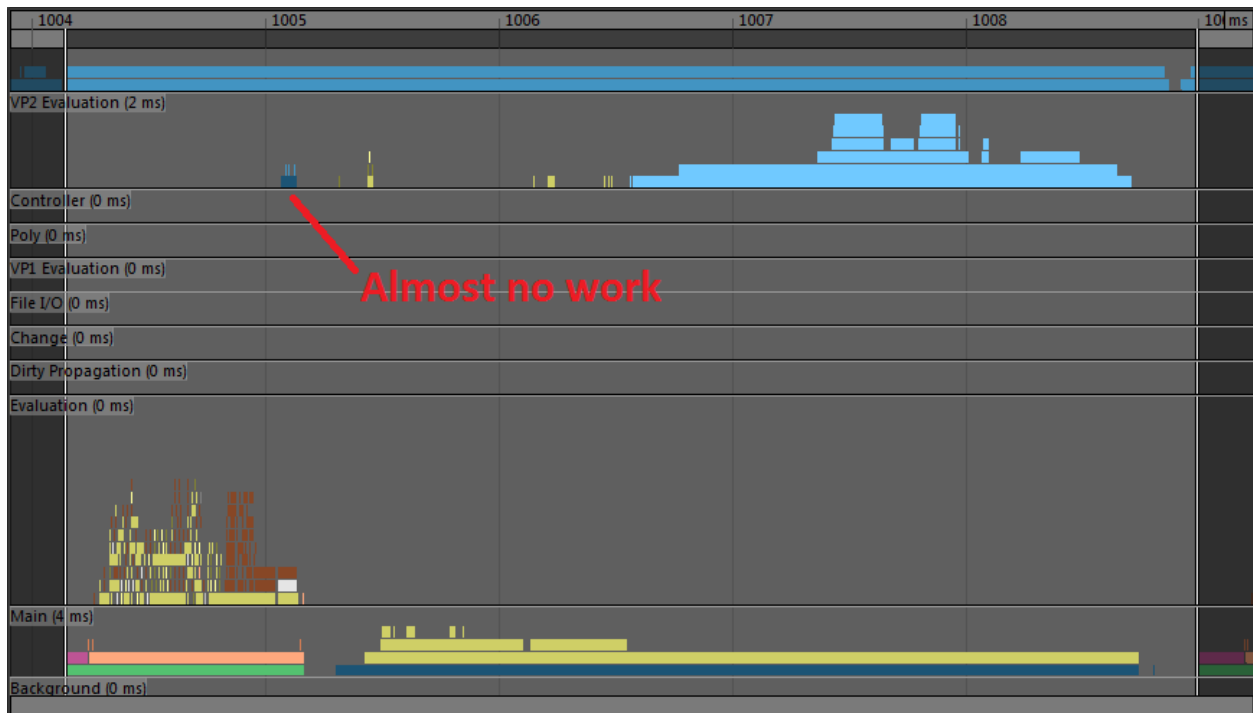 1004 1005 1006 1007 1008 ms
VP2 Evaluation (2 ms)
Controller (0 ms)
Poly (0 ms)
VP1 Evaluation (0 ms)
Almost no work
File I/O (0 ms)
Change (0 ms)
Dirty Propagation (0 ms)
Evaluation (0 ms)
Main (4 ms)
Background (0 ms)